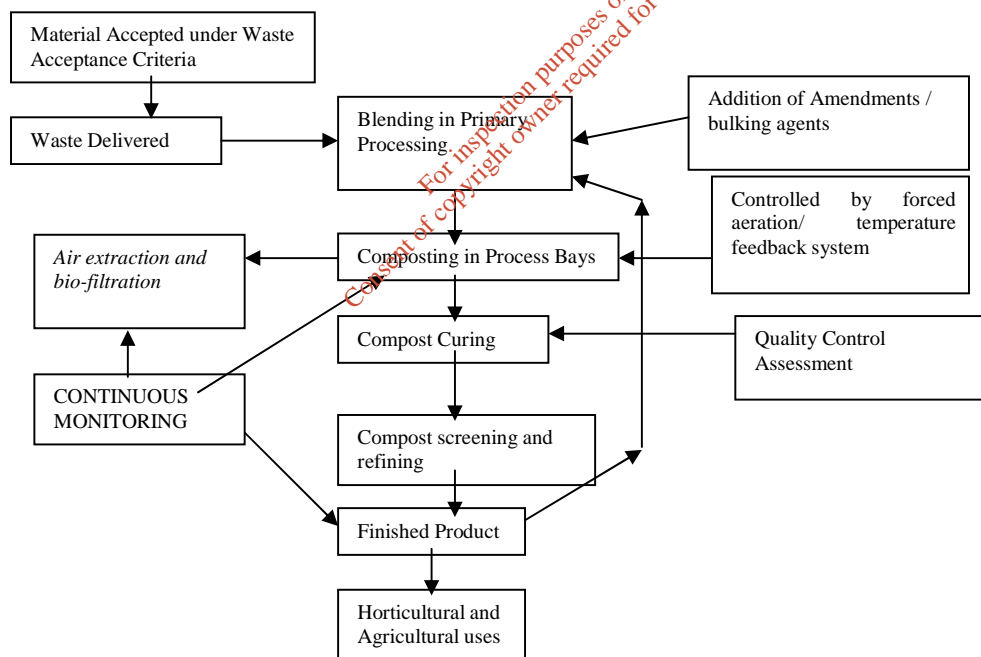 Material Accepted under Waste
Acceptance Criteria
Waste Delivered
Blending in Primary
Processing
Addition of Amendments /
bulking agents
Controlled by forced
aeration/ temperature
feedback system
Air extraction and
bio-filtration
Composting in Process Bays
Compost Curing
Quality Control
Assessment
CONTINUOUS
MONITORING
Compost screening and
refining
Finished Product
Horticultural and
Agricultural uses
For inspection purposes
Consent of copyright owner required for